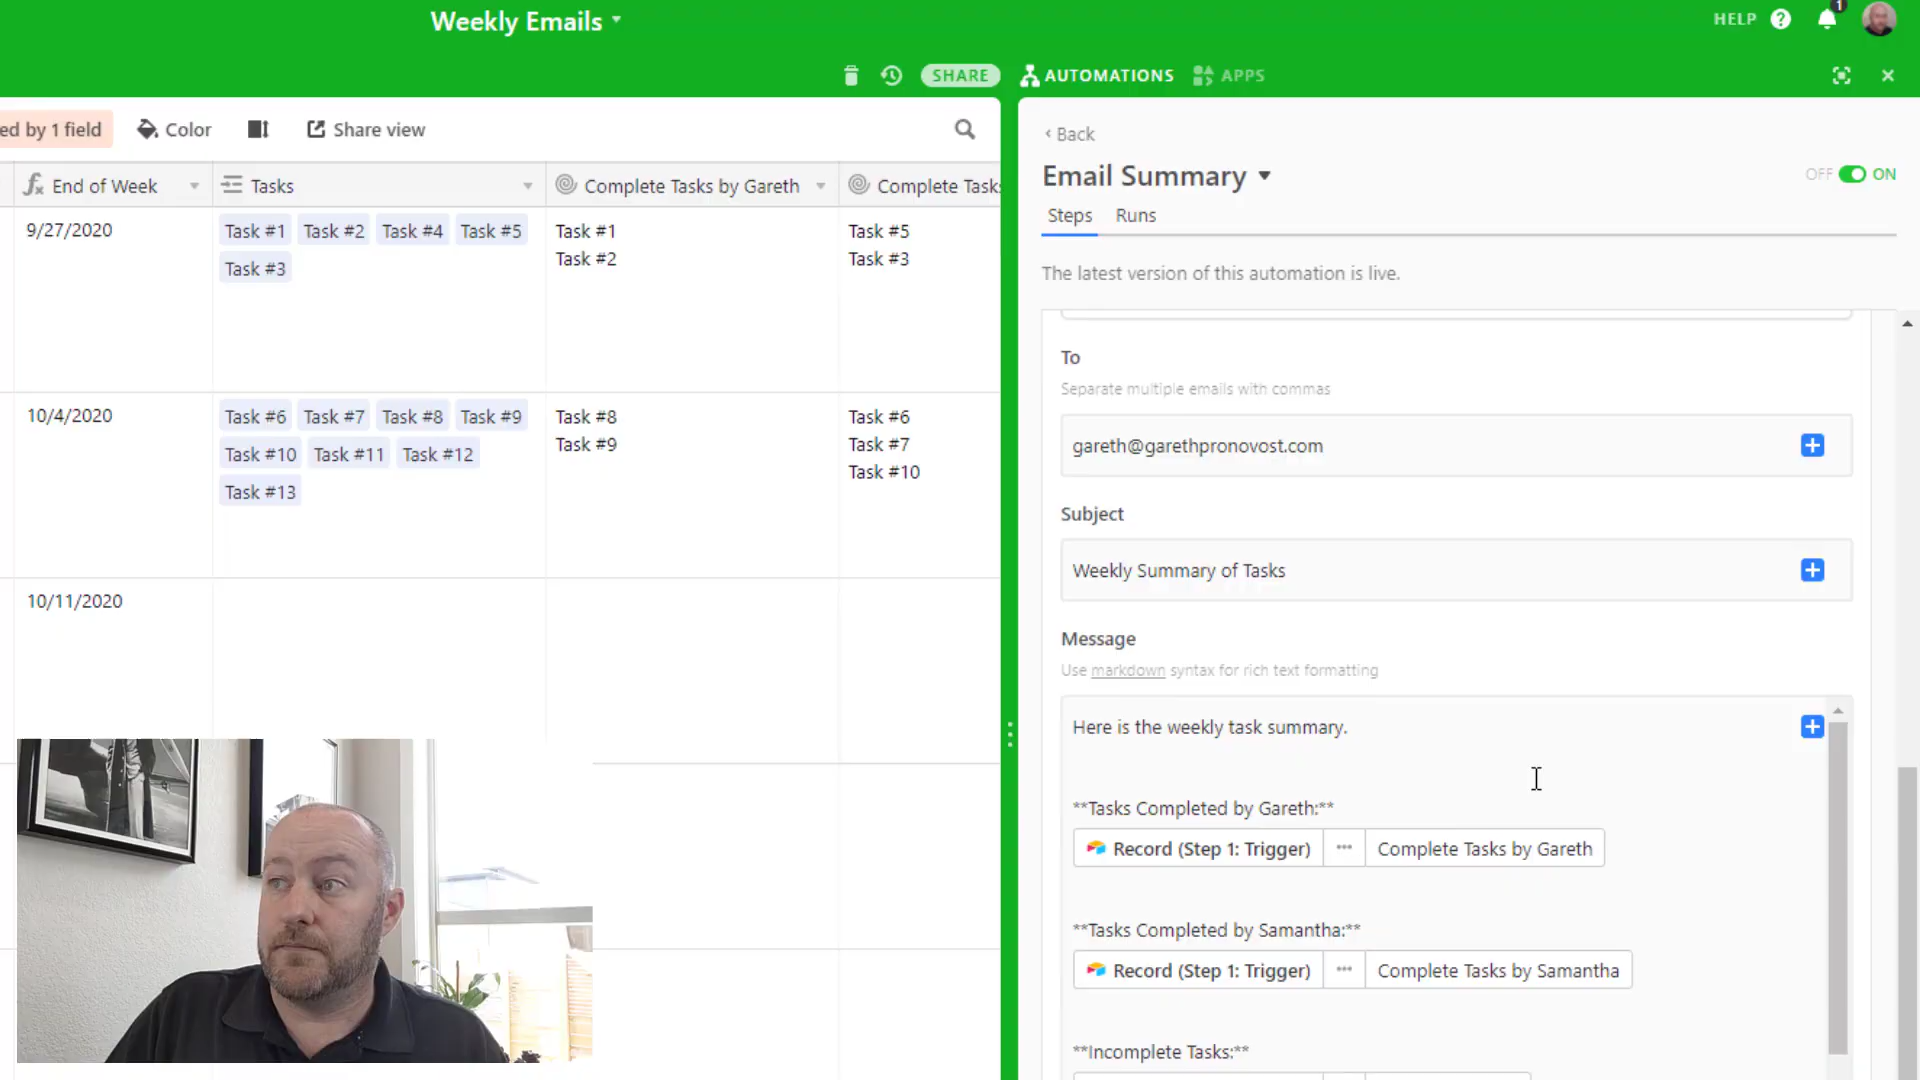 Weekly Emails
HELP
1
SHARE
AUTOMATIONS
APPS
ed by 1 field
Color
Share view
End of Week
Tasks
Complete Tasks by Gareth
Complete Task
9/27/2020
Task #1
Task #2
Task #4
Task #5
Task #3
Task #1
Task #2
Task #5
Task #3
10/4/2020
Task #6
Task #7
Task #8
Task #9
Task #10
Task #11
Task #12
Task #13
Task #8
Task #9
Task #6
Task #7
Task #10
10/11/2020
Back
Email Summary
OFF
ON
Steps
Runs
The latest version of this automation is live.
To
Separate multiple emails with commas
gareth@garethpronovost.com
Subject
Weekly Summary of Tasks
Message
Use markdown syntax for rich text formatting
Here is the weekly task summary.
**Tasks Completed by Gareth:**
Record (Step 1: Trigger)
Complete Tasks by Gareth
**Tasks Completed by Samantha:**
Record (Step 1: Trigger)
Complete Tasks by Samantha
**Incomplete Tasks:**